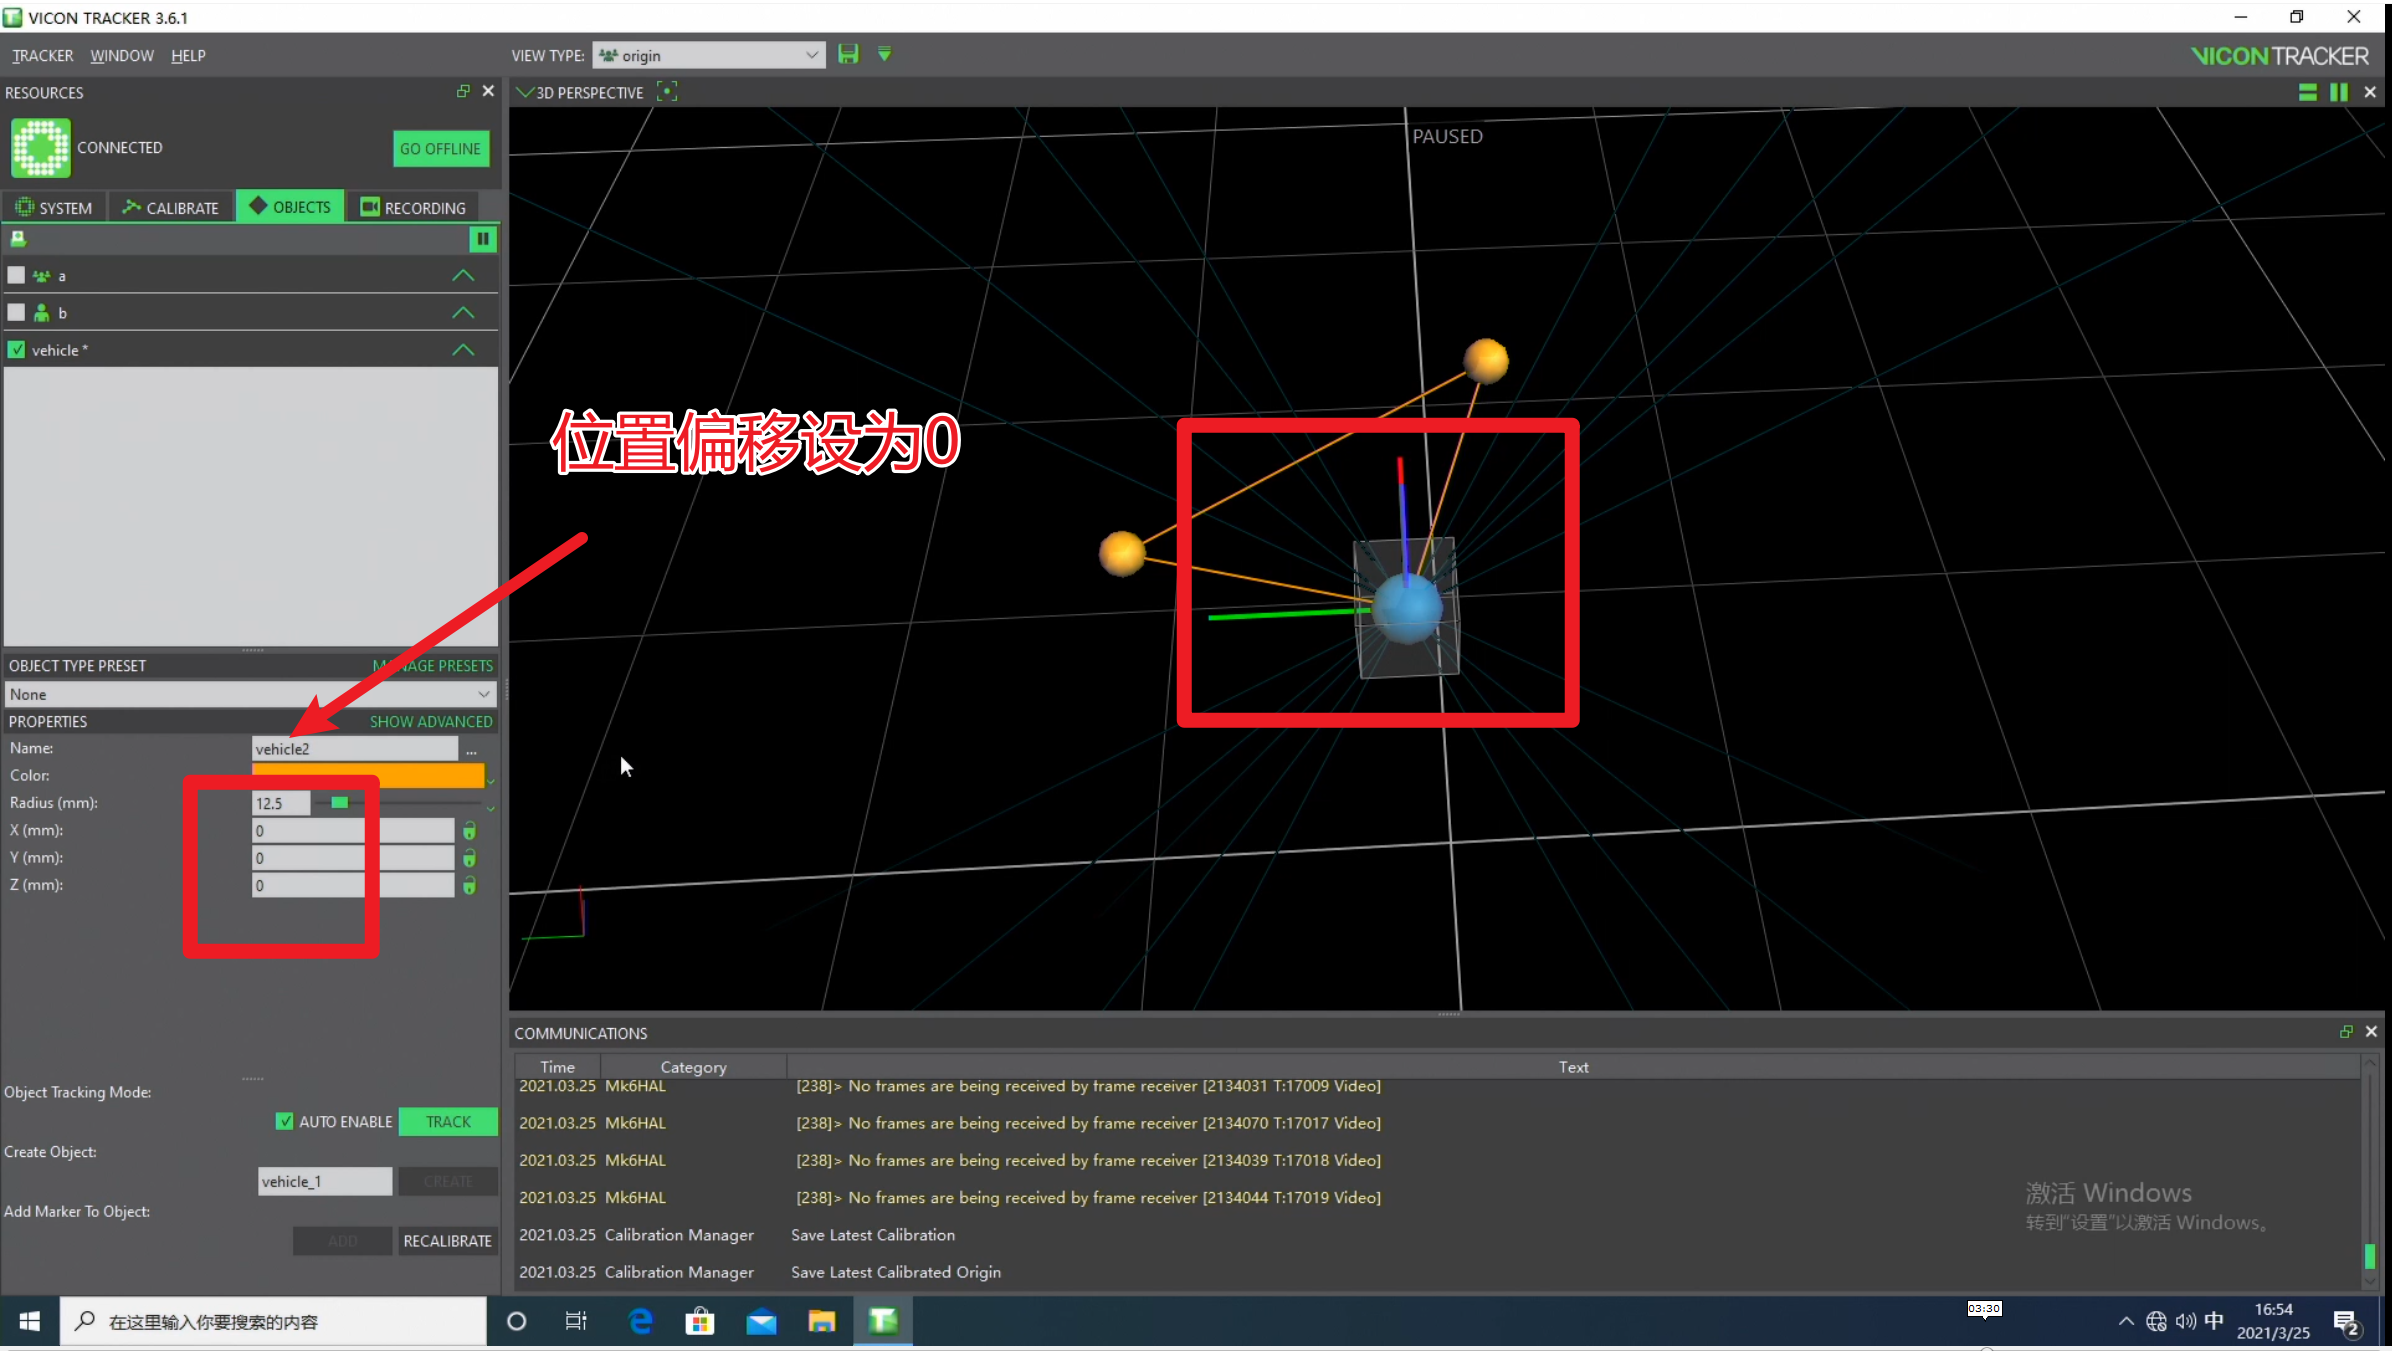 VICON TRACKER 3.6.1
TRACKER WINDOW HELP
VIEW TYPE: origin
VICON TRACKER
RESOURCES
3D PERSPECTIVE
CONNECTED
GO OFFLINE
PAUSED
SYSTEM CALIBRATE OBJECTS RECORDING
a
b
vehicle *
位置偏移设为0
OBJECT TYPE PRESET MANAGE PRESETS
None
PROPERTIES SHOW ADVANCED
Name: vehicle2 ...
Color:
Radius (mm): 12.5
X (mm): 0
Y (mm): 0
Z (mm): 0
Object Tracking Mode:
AUTO ENABLE TRACK
Create Object:
vehicle_1 CREATE
Add Marker To Object:
ADD RECALIBRATE
COMMUNICATIONS
Time Category Text
2021.03.25 Mk6HAL [238]> No frames are being received by frame receiver [2134031 T:17009 Video]
2021.03.25 Mk6HAL [238]> No frames are being received by frame receiver [2134070 T:17017 Video]
2021.03.25 Mk6HAL [238]> No frames are being received by frame receiver [2134039 T:17018 Video]
2021.03.25 Mk6HAL [238]> No frames are being received by frame receiver [2134044 T:17019 Video]
2021.03.25 Calibration Manager Save Latest Calibration
2021.03.25 Calibration Manager Save Latest Calibrated Origin
激活 Windows
转到“设置”以激活 Windows。
在这里输入你要搜索的内容
03:30
中
16:54
2021/3/25
2